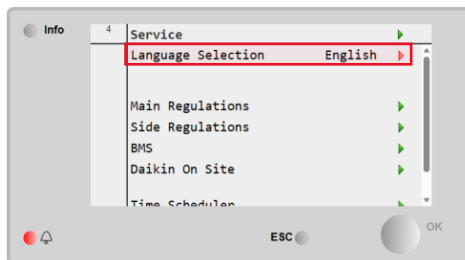 Info
4
Service
Language Selection English
Main Regulations
Side Regulations
BMS
Daikin On Site
Time Scheduler
ESC
OK